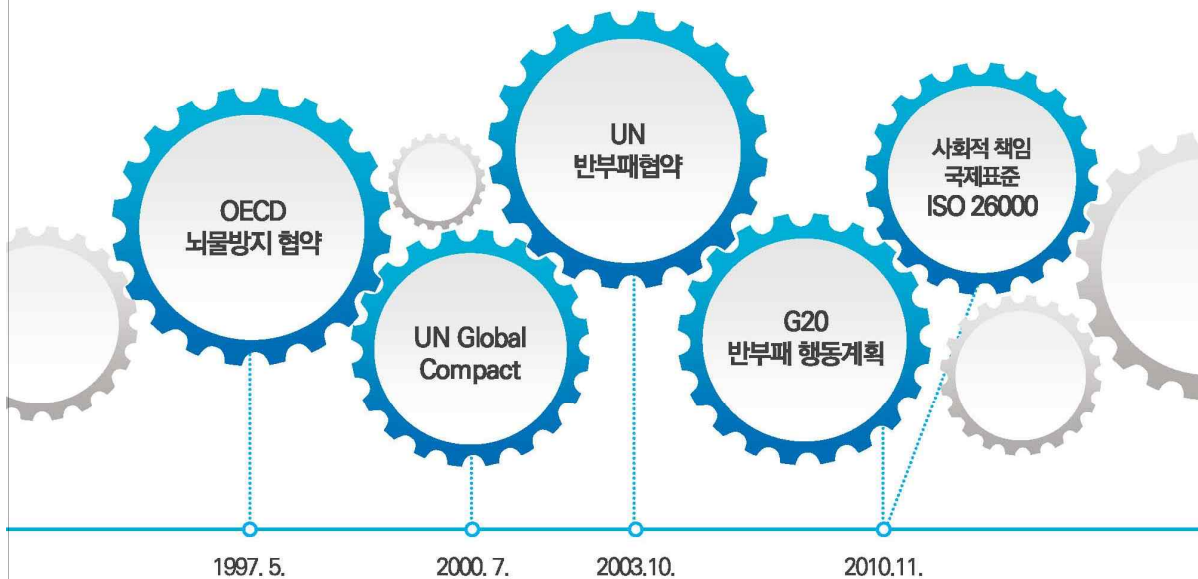 OECD
뇌물방지 협약
UN Global
Compact
UN
반부패협약
G20
반부패 행동계획
사회적 책임
국제표준
ISO 26000
1997. 5.
2000. 7.
2003.10.
2010.11.